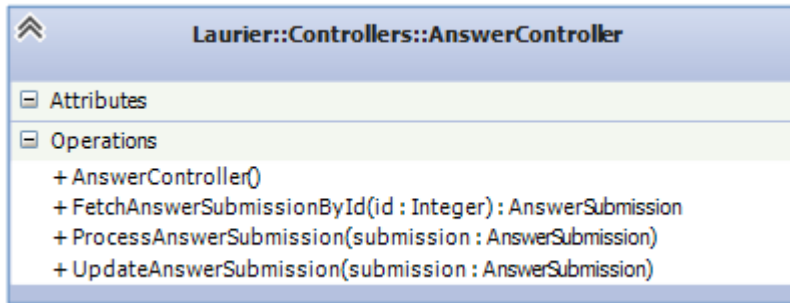 Laurier::Controllers::AnswerController
Attributes
Operations
+ AnswerController()
+ FetchAnswerSubmissionById(id : Integer) : AnswerSubmission
+ ProcessAnswerSubmission(submission : AnswerSubmission)
+ UpdateAnswerSubmission(submission : AnswerSubmission)